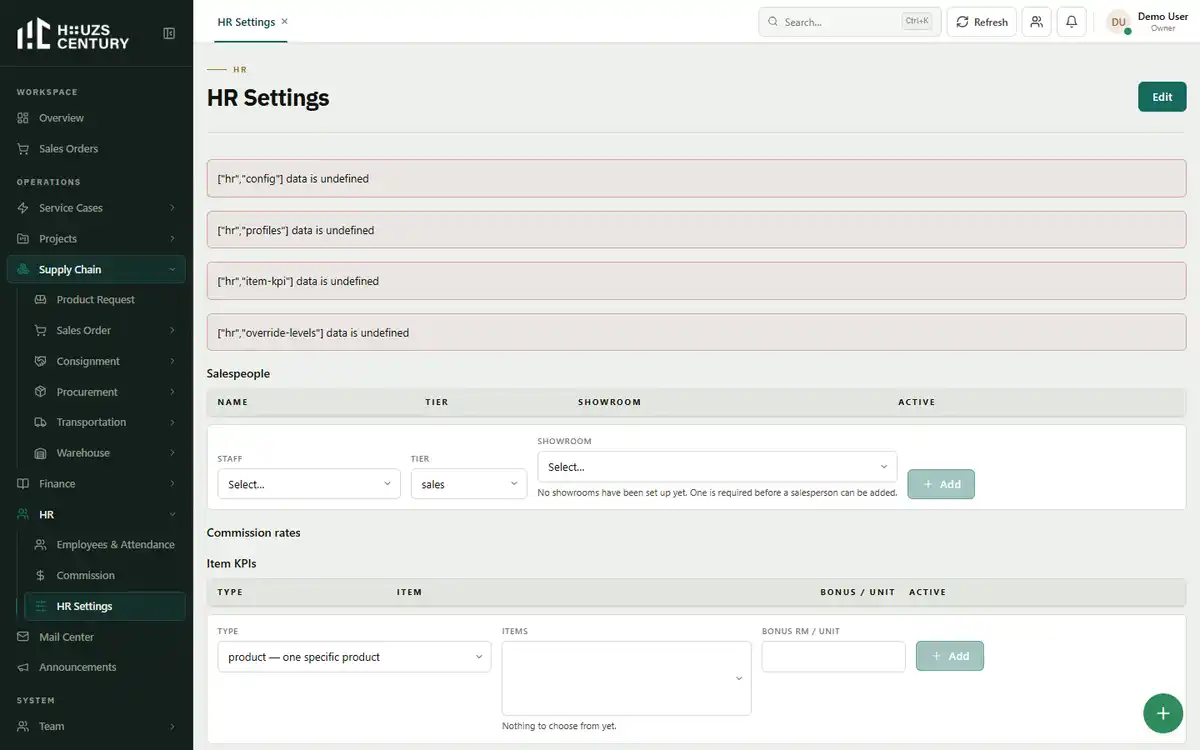 HOUZS
CENTURY
WORKSPACE
Overview
Sales Orders
OPERATIONS
Service Cases
Projects
Supply Chain
Product Request
Sales Order
Consignment
Procurement
Transportation
Warehouse
Finance
HR
Employees & Attendance
Commission
HR Settings
Mail Center
Announcements
SYSTEM
Team
HR Settings ×
Search...
Ctrl+K
Refresh
DU
Demo User
Owner
HR
HR Settings
Edit
["hr","config"] data is undefined
["hr","profiles"] data is undefined
["hr","item-kpi"] data is undefined
["hr","override-levels"] data is undefined
Salespeople
NAME TIER SHOWROOM ACTIVE
STAFF
Select...
TIER
sales
SHOWROOM
Select...
No showrooms have been set up yet. One is required before a salesperson can be added.
+ Add
Commission rates
Item KPIs
TYPE ITEM BONUS / UNIT ACTIVE
TYPE
product — one specific product
ITEMS
Nothing to choose from yet.
BONUS RM / UNIT
+ Add
+